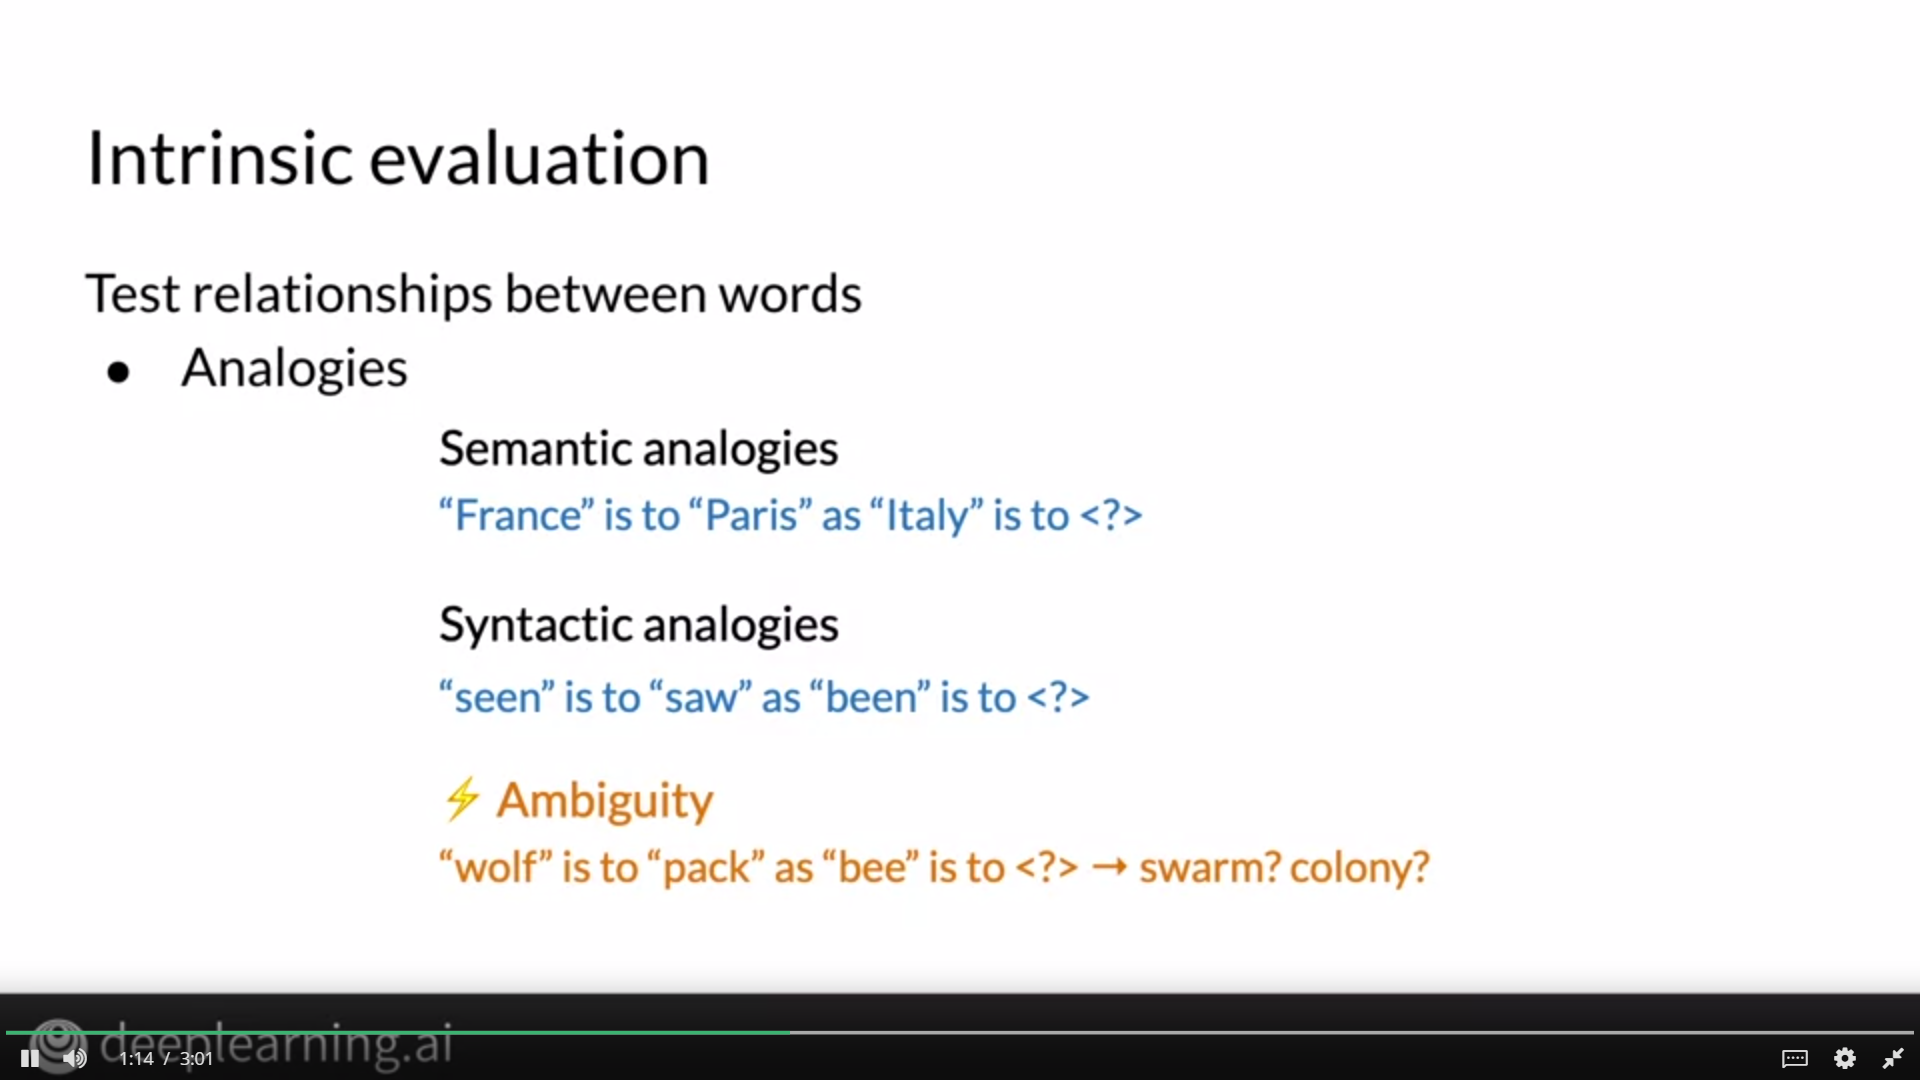 Intrinsic evaluation
Test relationships between words
● Analogies
Semantic analogies
“France” is to “Paris” as “Italy” is to <?>
Syntactic analogies
“seen” is to “saw” as “been” is to <?>
⚡ Ambiguity
“wolf” is to “pack” as “bee” is to <?> → swarm? colony?
deeplearning.ai
1:14 / 3:01